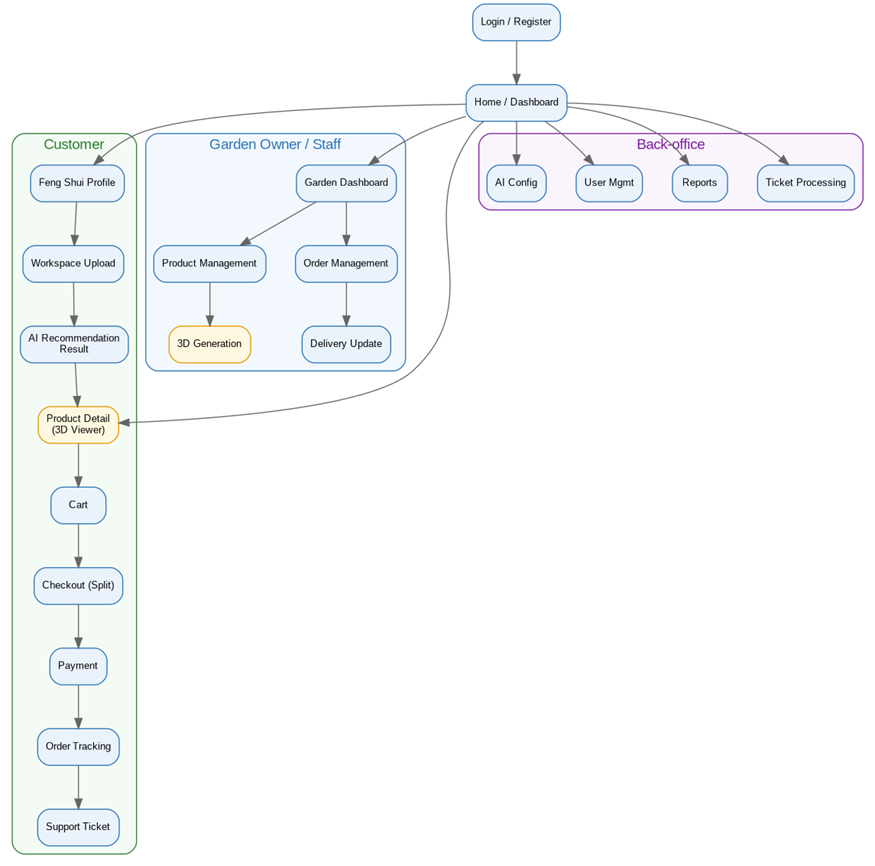 Login / Register
Home / Dashboard
Customer
Feng Shui Profile
Workspace Upload
AI Recommendation
Result
Product Detail
(3D Viewer)
Cart
Checkout (Split)
Payment
Order Tracking
Support Ticket
Garden Owner / Staff
Garden Dashboard
Product Management
Order Management
3D Generation
Delivery Update
Back-office
AI Config
User Mgmt
Reports
Ticket Processing